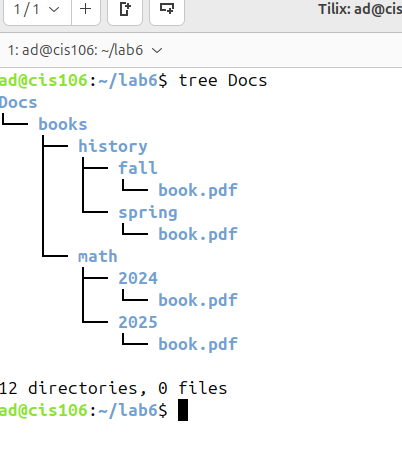 1 / 1
Tilix: ad@cis
1: ad@cis106: ~/lab6
ad@cis106:~/lab6$ tree Docs
Docs
└── books
    ├── history
    │   ├── fall
    │   │   └── book.pdf
    │   └── spring
    │       └── book.pdf
    └── math
        ├── 2024
        │   └── book.pdf
        └── 2025
            └── book.pdf
12 directories, 0 files
ad@cis106:~/lab6$